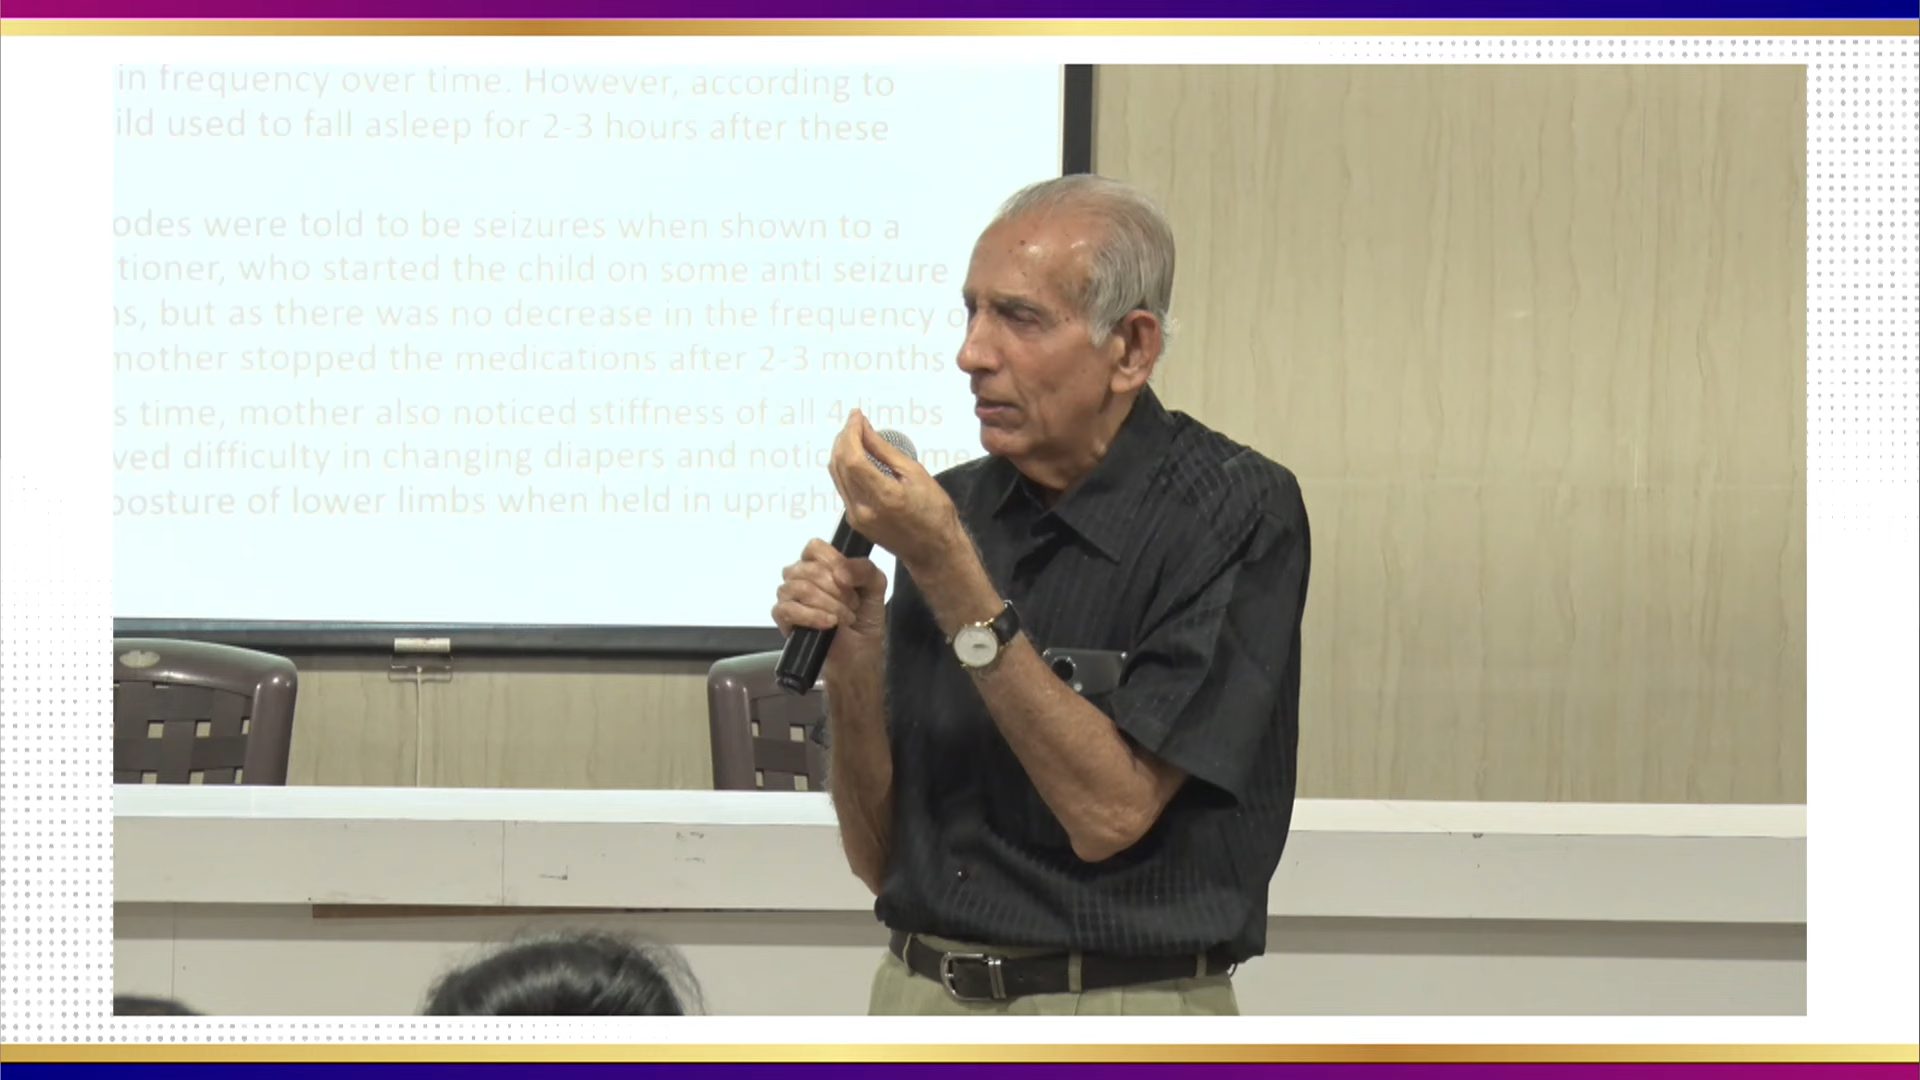 in frequency over time. However, according to
ild used to fall asleep for 2-3 hours after these
odes were told to be seizures when shown to a
tioner, who started the child on some anti seizure
s, but as there was no decrease in the frequency
mother stopped the medications after 2-3 months
s time, mother also noticed stiffness of all 4 limbs
ved difficulty in changing diapers and
posture of lower limbs when held in upright